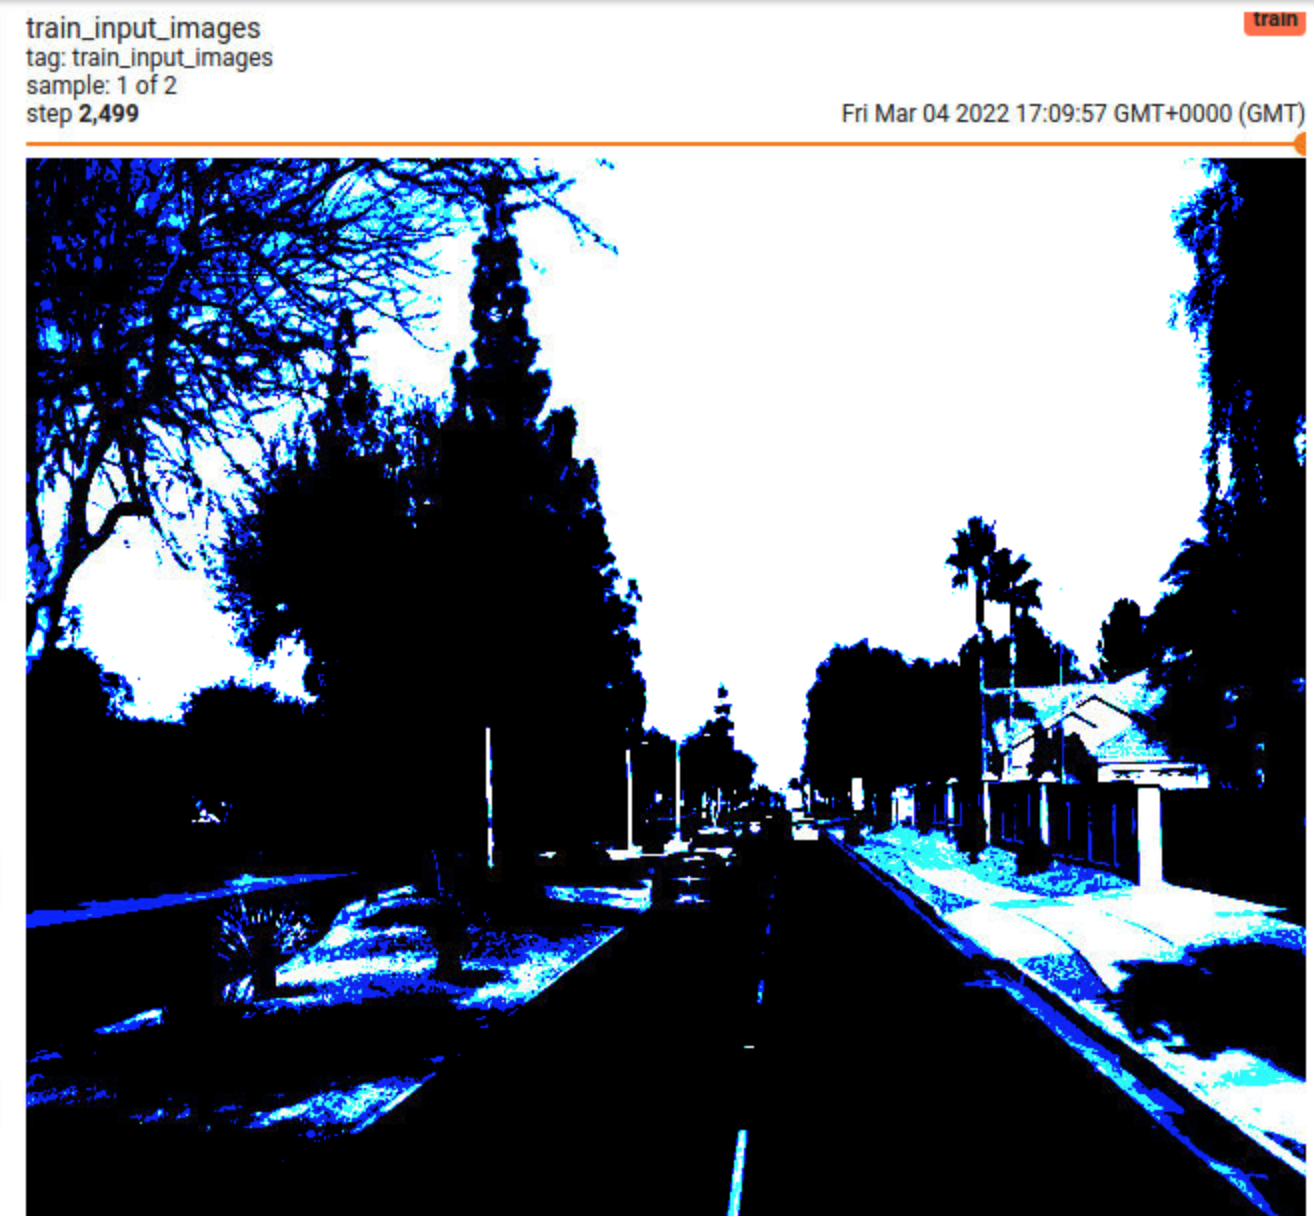 train_input_images
train
tag: train_input_images
sample: 1 of 2
step 2,499
Fri Mar 04 2022 17:09:57 GMT+0000 (GMT)